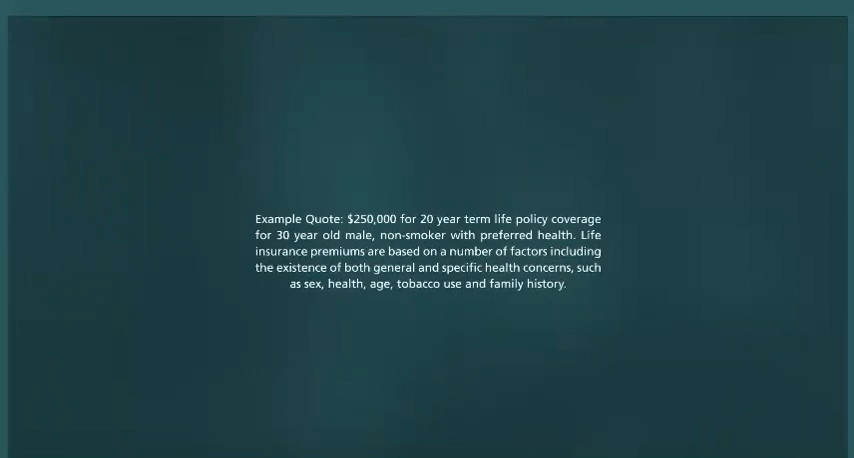 Example Quote: $250,000 for 20 year term life policy coverage
for 30 year old male, non-smoker with preferred health. Life
insurance premiums are based on a number of factors including
the existence of both general and specific health concerns, such
as sex, health, age, tobacco use and family history.